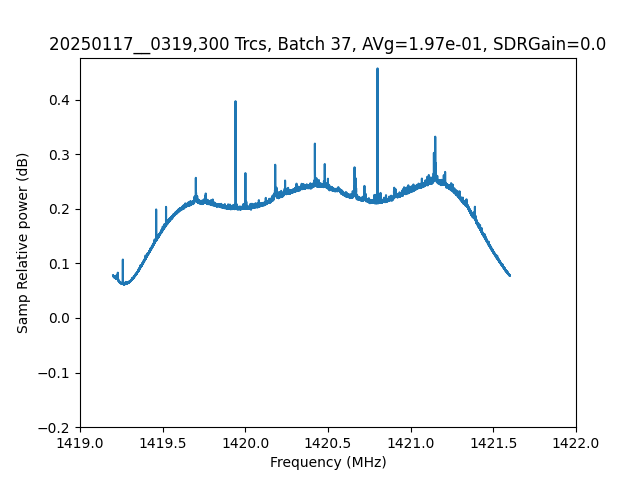 20250117__0319,300 Trcs, Batch 37, AVg=1.97e-01, SDRGain=0.0
Samp Relative power (dB)
0.4
0.3
0.2
0.1
0.0
−0.1
−0.2
1419.0 1419.5 1420.0 1420.5 1421.0 1421.5 1422.0
Frequency (MHz)